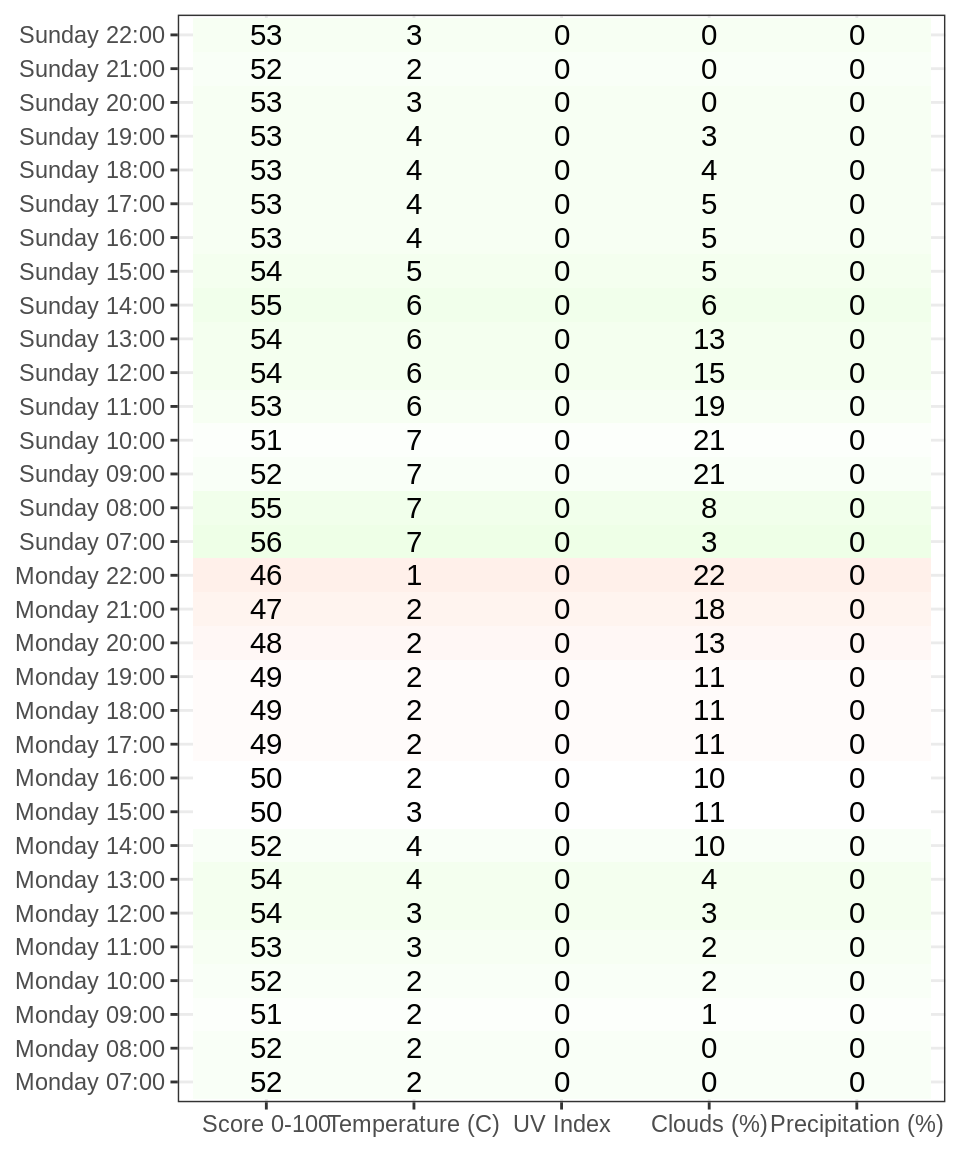 Sunday 22:00 53 3 0 0 0
Sunday 21:00 52 2 0 0 0
Sunday 20:00 53 3 0 0 0
Sunday 19:00 53 4 0 3 0
Sunday 18:00 53 4 0 4 0
Sunday 17:00 53 4 0 5 0
Sunday 16:00 53 4 0 5 0
Sunday 15:00 54 5 0 5 0
Sunday 14:00 55 6 0 6 0
Sunday 13:00 54 6 0 13 0
Sunday 12:00 54 6 0 15 0
Sunday 11:00 53 6 0 19 0
Sunday 10:00 51 7 0 21 0
Sunday 09:00 52 7 0 21 0
Sunday 08:00 55 7 0 8 0
Sunday 07:00 56 7 0 3 0
Monday 22:00 46 1 0 22 0
Monday 21:00 47 2 0 18 0
Monday 20:00 48 2 0 13 0
Monday 19:00 49 2 0 11 0
Monday 18:00 49 2 0 11 0
Monday 17:00 49 2 0 11 0
Monday 16:00 50 2 0 10 0
Monday 15:00 50 3 0 11 0
Monday 14:00 52 4 0 10 0
Monday 13:00 54 4 0 4 0
Monday 12:00 54 3 0 3 0
Monday 11:00 53 3 0 2 0
Monday 10:00 52 2 0 2 0
Monday 09:00 51 2 0 1 0
Monday 08:00 52 2 0 0 0
Monday 07:00 52 2 0 0 0
Score 0-100 Temperature (C) UV Index Clouds (%) Precipitation (%)